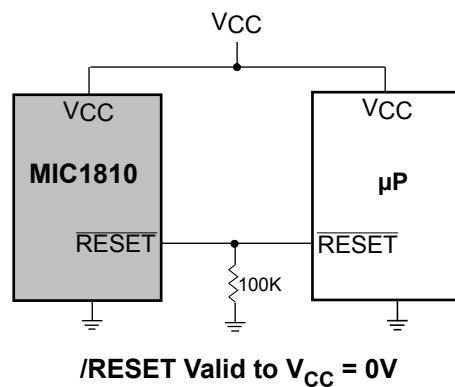 VCC
VCC
VCC
MIC1810
µP
RESET
RESET
100K
/RESET Valid to VCC = 0V